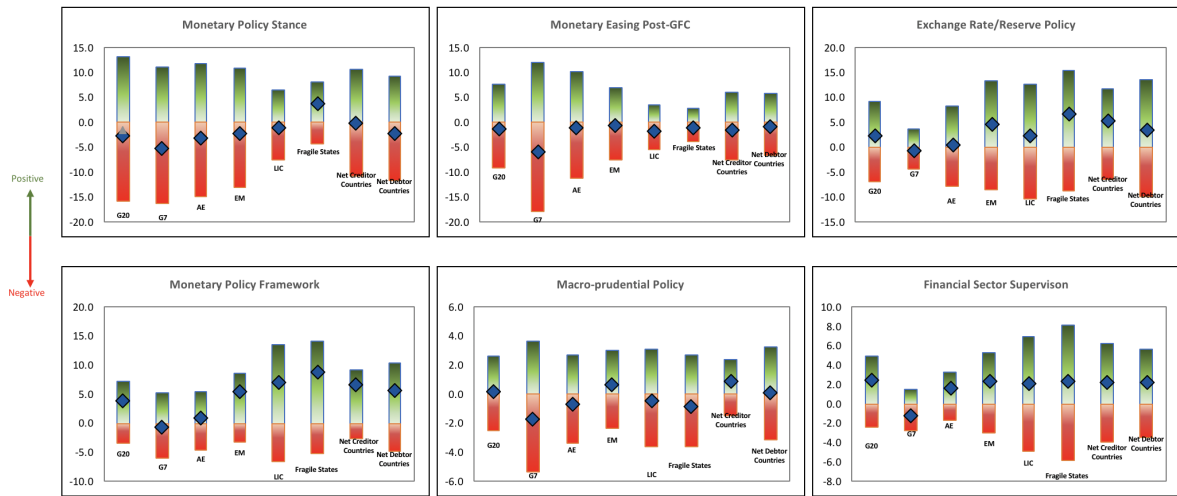 Positive
Negative
Monetary Policy Stance
15.0
10.0
5.0
0.0
-5.0
-10.0
-15.0
-20.0
G20
G7
AE
EM
LIC
Fragile States
Net Creditor
Countries
Net Debtor
Countries
Monetary Easing Post-GFC
15.0
10.0
5.0
0.0
-5.0
-10.0
-15.0
-20.0
G20
G7
AE
EM
LIC
Fragile States
Net Creditor
Countries
Net Debtor
Countries
Exchange Rate/Reserve Policy
20.0
15.0
10.0
5.0
0.0
-5.0
-10.0
-15.0
G20
G7
AE
EM
LIC
Fragile States
Net Creditor
Countries
Net Debtor
Countries
Monetary Policy Framework
20.0
15.0
10.0
5.0
0.0
-5.0
-10.0
G20
G7
AE
EM
LIC
Fragile States
Net Creditor
Countries
Net Debtor
Countries
Macro-prudential Policy
6.0
4.0
2.0
0.0
-2.0
-4.0
-6.0
G20
G7
AE
EM
LIC
Fragile States
Net Creditor
Countries
Net Debtor
Countries
Financial Sector Supervison
10.0
8.0
6.0
4.0
2.0
0.0
-2.0
-4.0
-6.0
-8.0
G20
G7
AE
EM
LIC
Fragile States
Net Creditor
Countries
Net Debtor
Countries